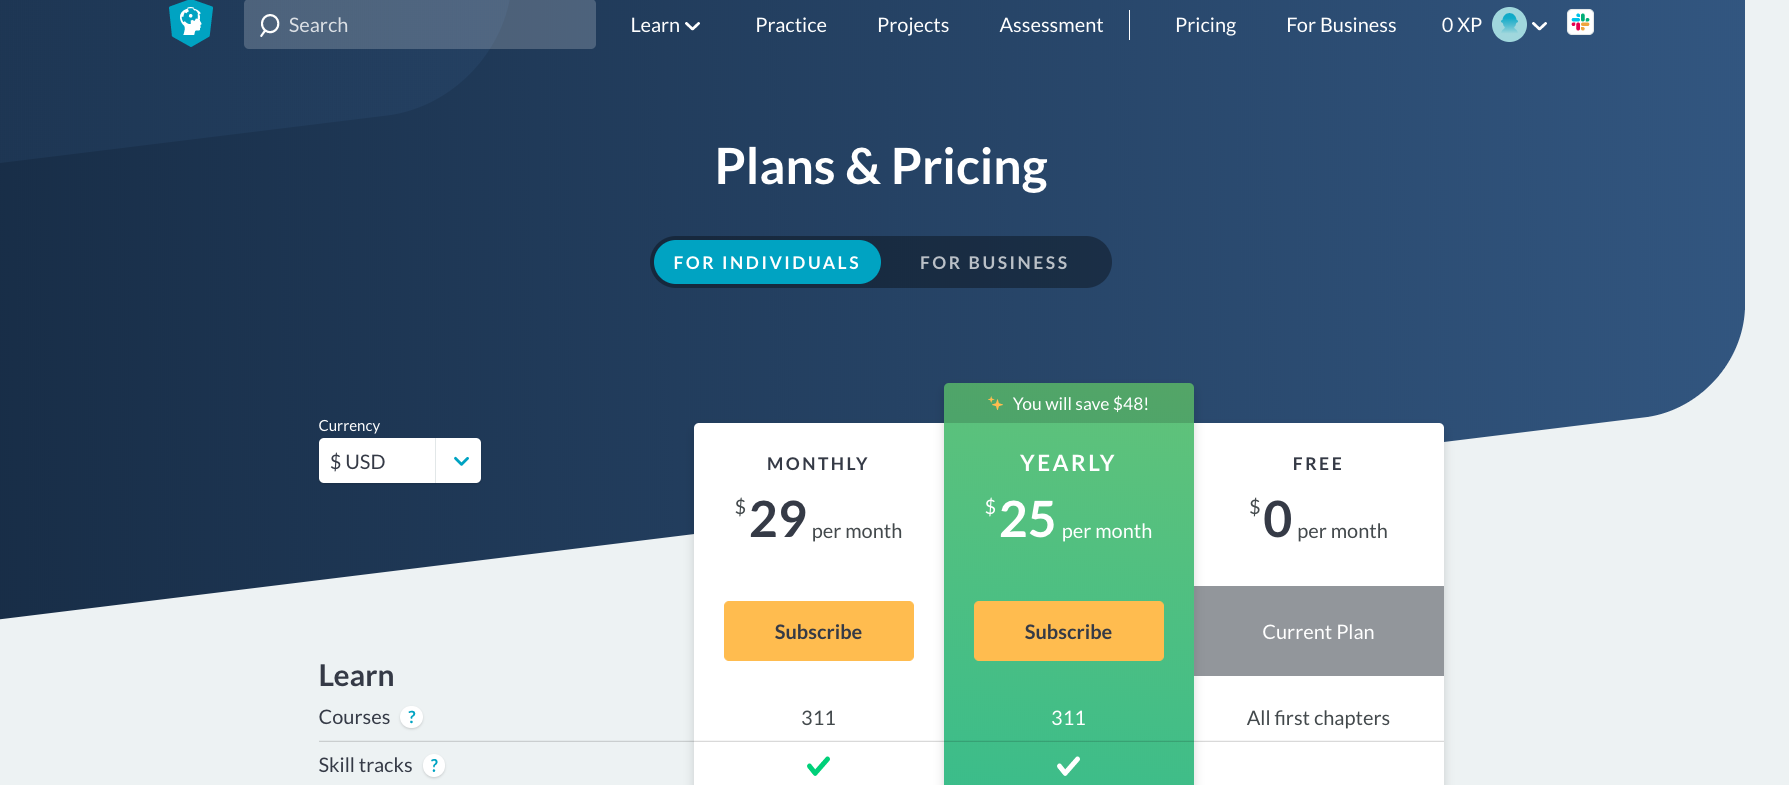 Search
Learn Practice Projects Assessment Pricing For Business 0 XP
Plans & Pricing
FOR INDIVIDUALS FOR BUSINESS
Currency
$ USD
You will save $48!
MONTHLY YEARLY FREE
$29 per month $25 per month $0 per month
Subscribe Subscribe Current Plan
Learn
Courses ? 311 311 All first chapters
Skill tracks ?